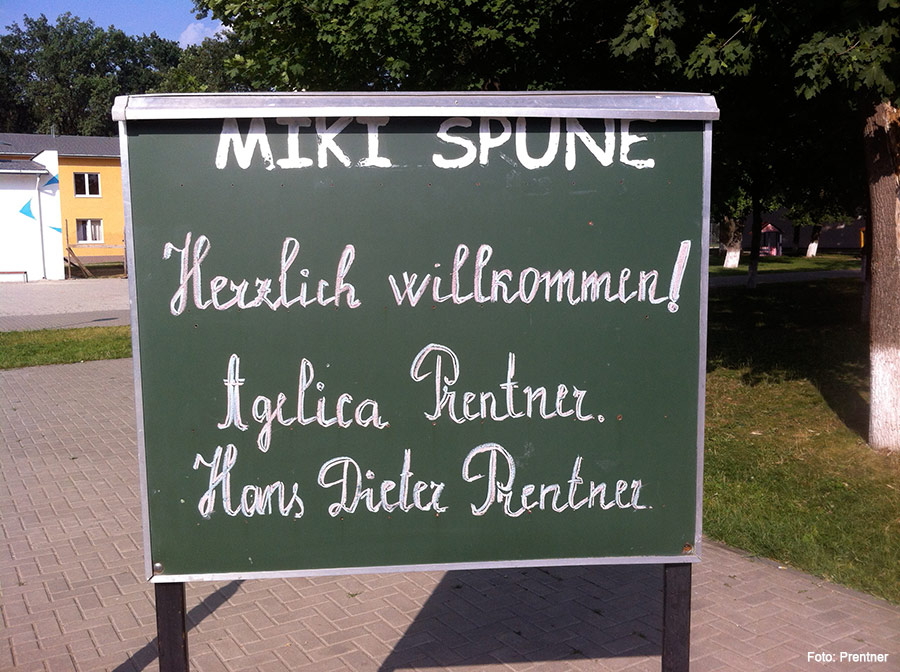 MIKI SPUNE
Herzlich willkommen!
Agelica Prentner.
Hans Dieter Prentner.
Foto: Prentner